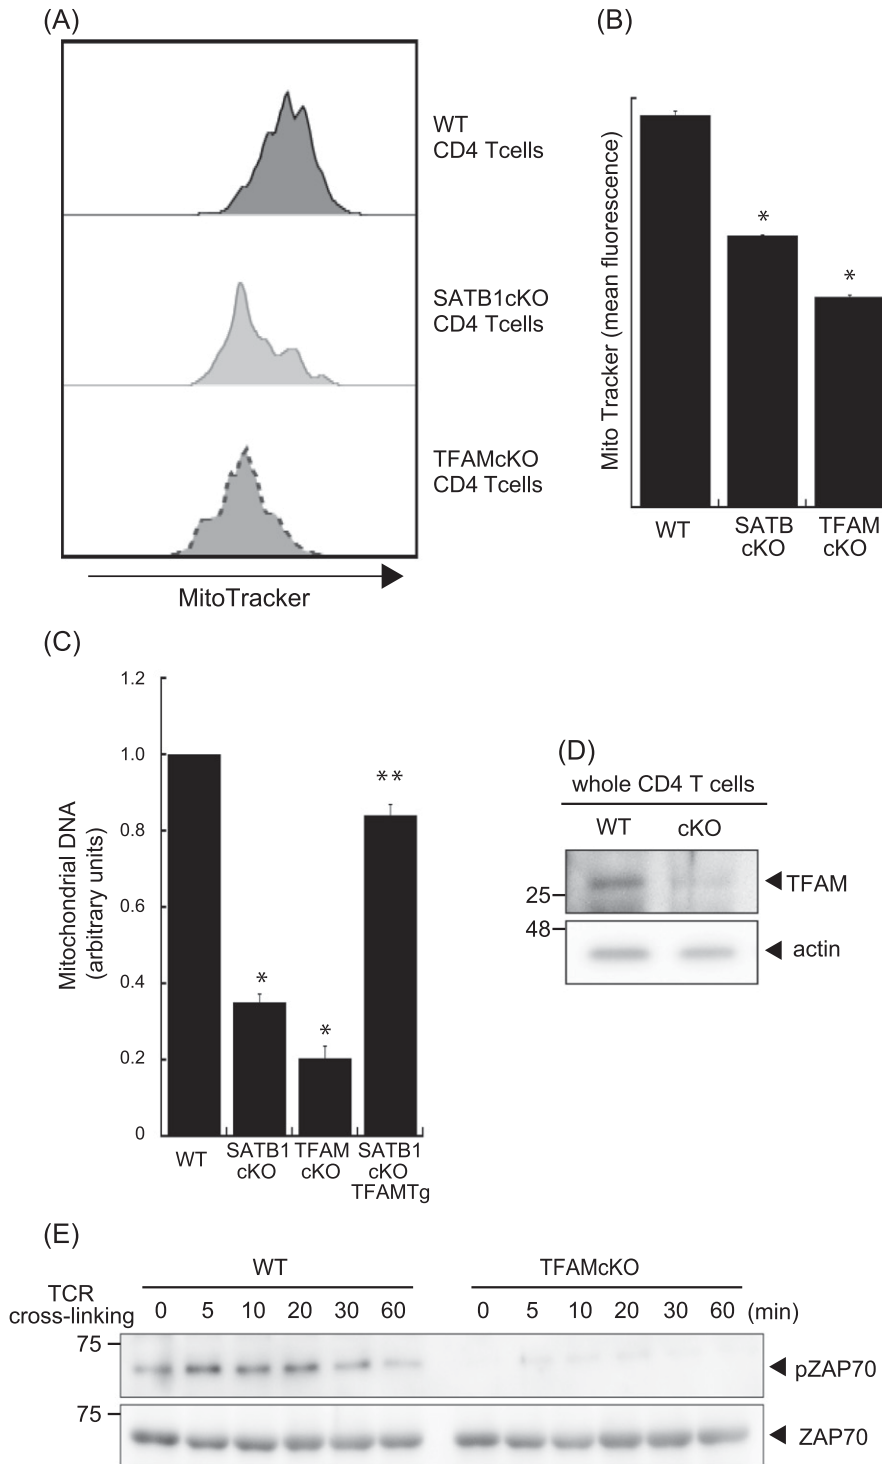 (A)
WT
CD4 Tcells
SATB1cKO
CD4 Tcells
TFAMcKO
CD4 Tcells
MitoTracker
(B)
Mito Tracker (mean fluorescence)
*
*
WT
SATB
cKO
TFAM
cKO
(C)
Mitochondrial DNA
(arbitrary units)
1.2
1.0
0.8
0.6
0.4
0.2
0
*
*
**
WT
SATB1
cKO
TFAM
cKO
SATB1
cKO
TFAMTg
(D)
whole CD4 T cells
WT cKO
25
TFAM
48
actin
(E)
WT TFAMcKO
TCR
cross-linking 0 5 10 20 30 60 0 5 10 20 30 60 (min)
75
pZAP70
75
ZAP70